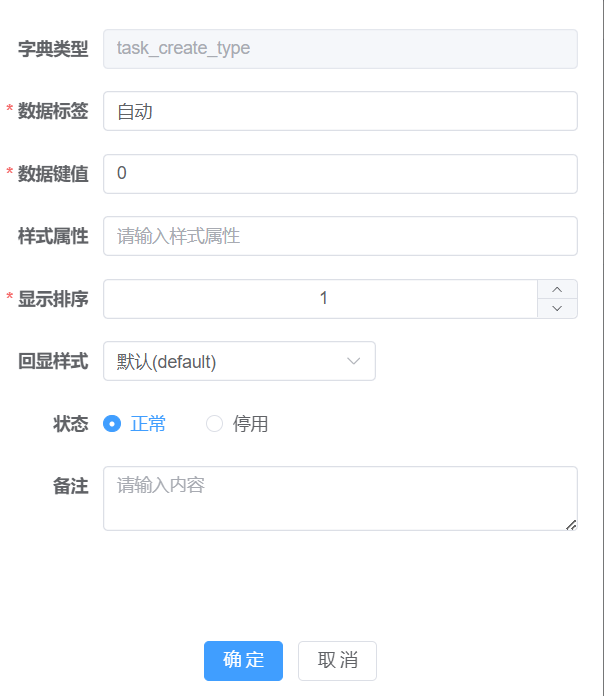 字典类型 task_create_type
* 数据标签 自动
* 数据键值 0
样式属性 请输入样式属性
* 显示排序 1
回显样式 默认(default)
状态 正常 停用
备注 请输入内容
确定 取消